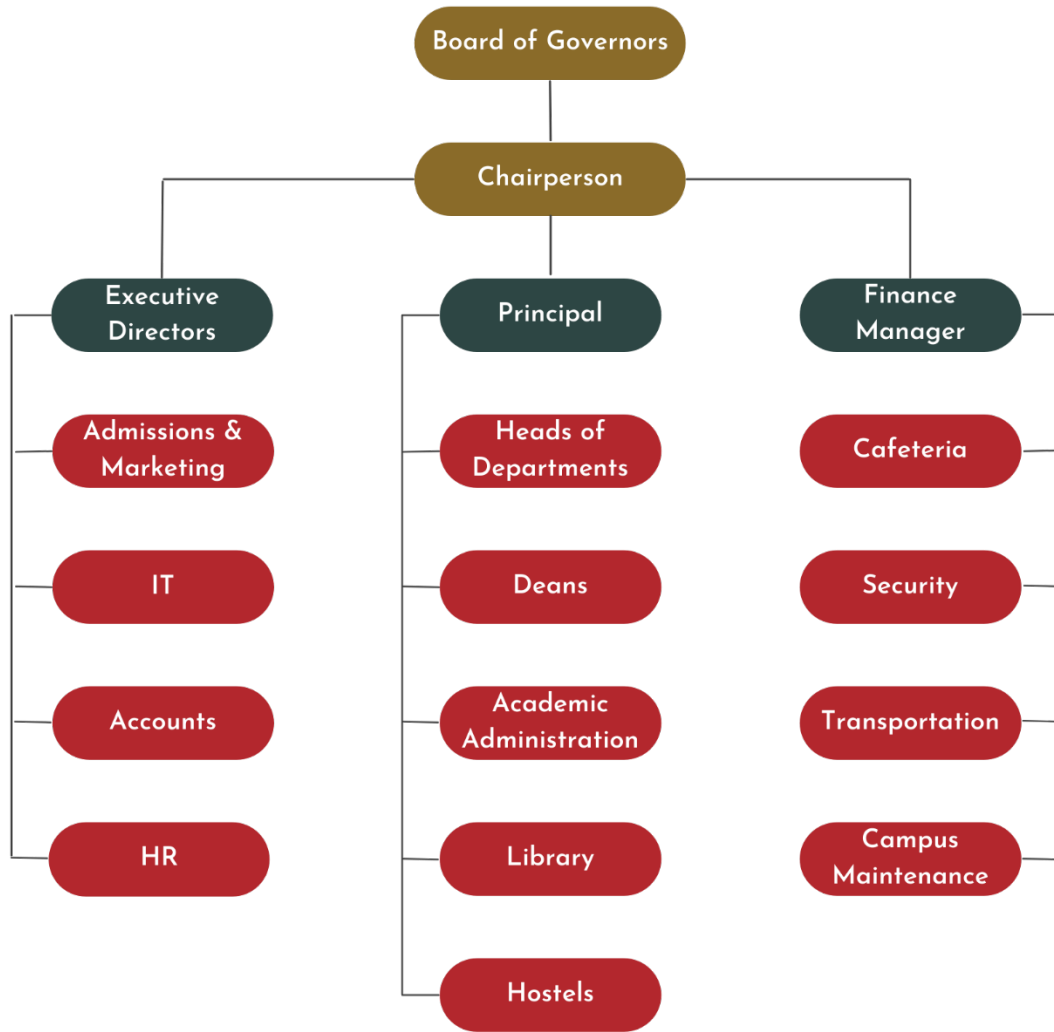 Board of Governors
Chairperson
Executive
Directors
Principal
Finance
Manager
Admissions &
Marketing
Heads of
Departments
Cafeteria
IT
Deans
Security
Accounts
Academic
Administration
Transportation
HR
Library
Campus
Maintenance
Hostels